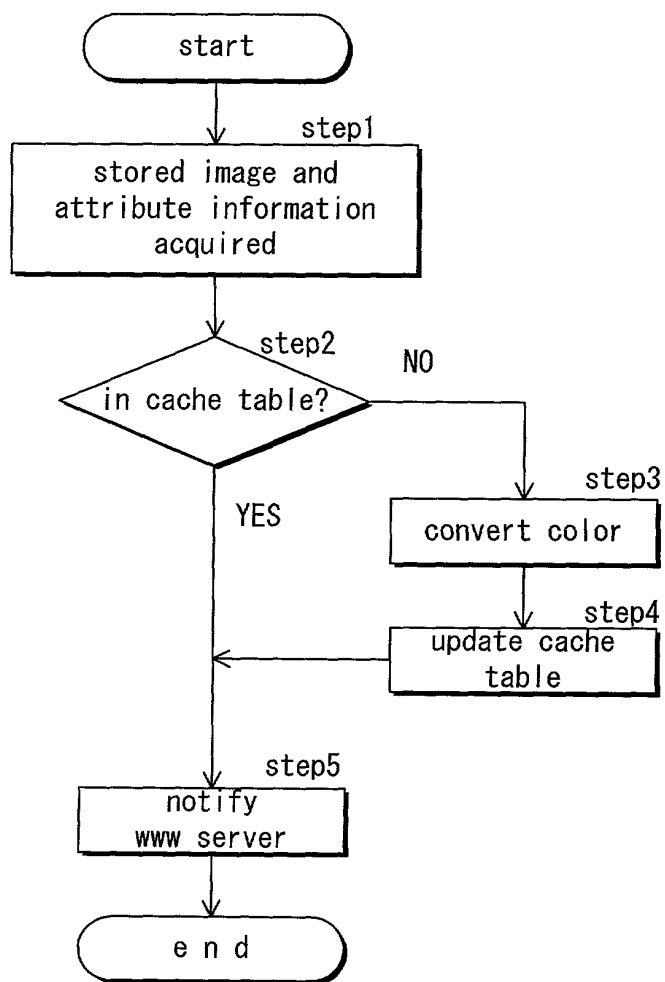 start
step1
stored image and
attribute information
acquired
step2
NO
in cache table?
step3
YES
convert color
step4
update cache
table
step5
notify
www server
e n d